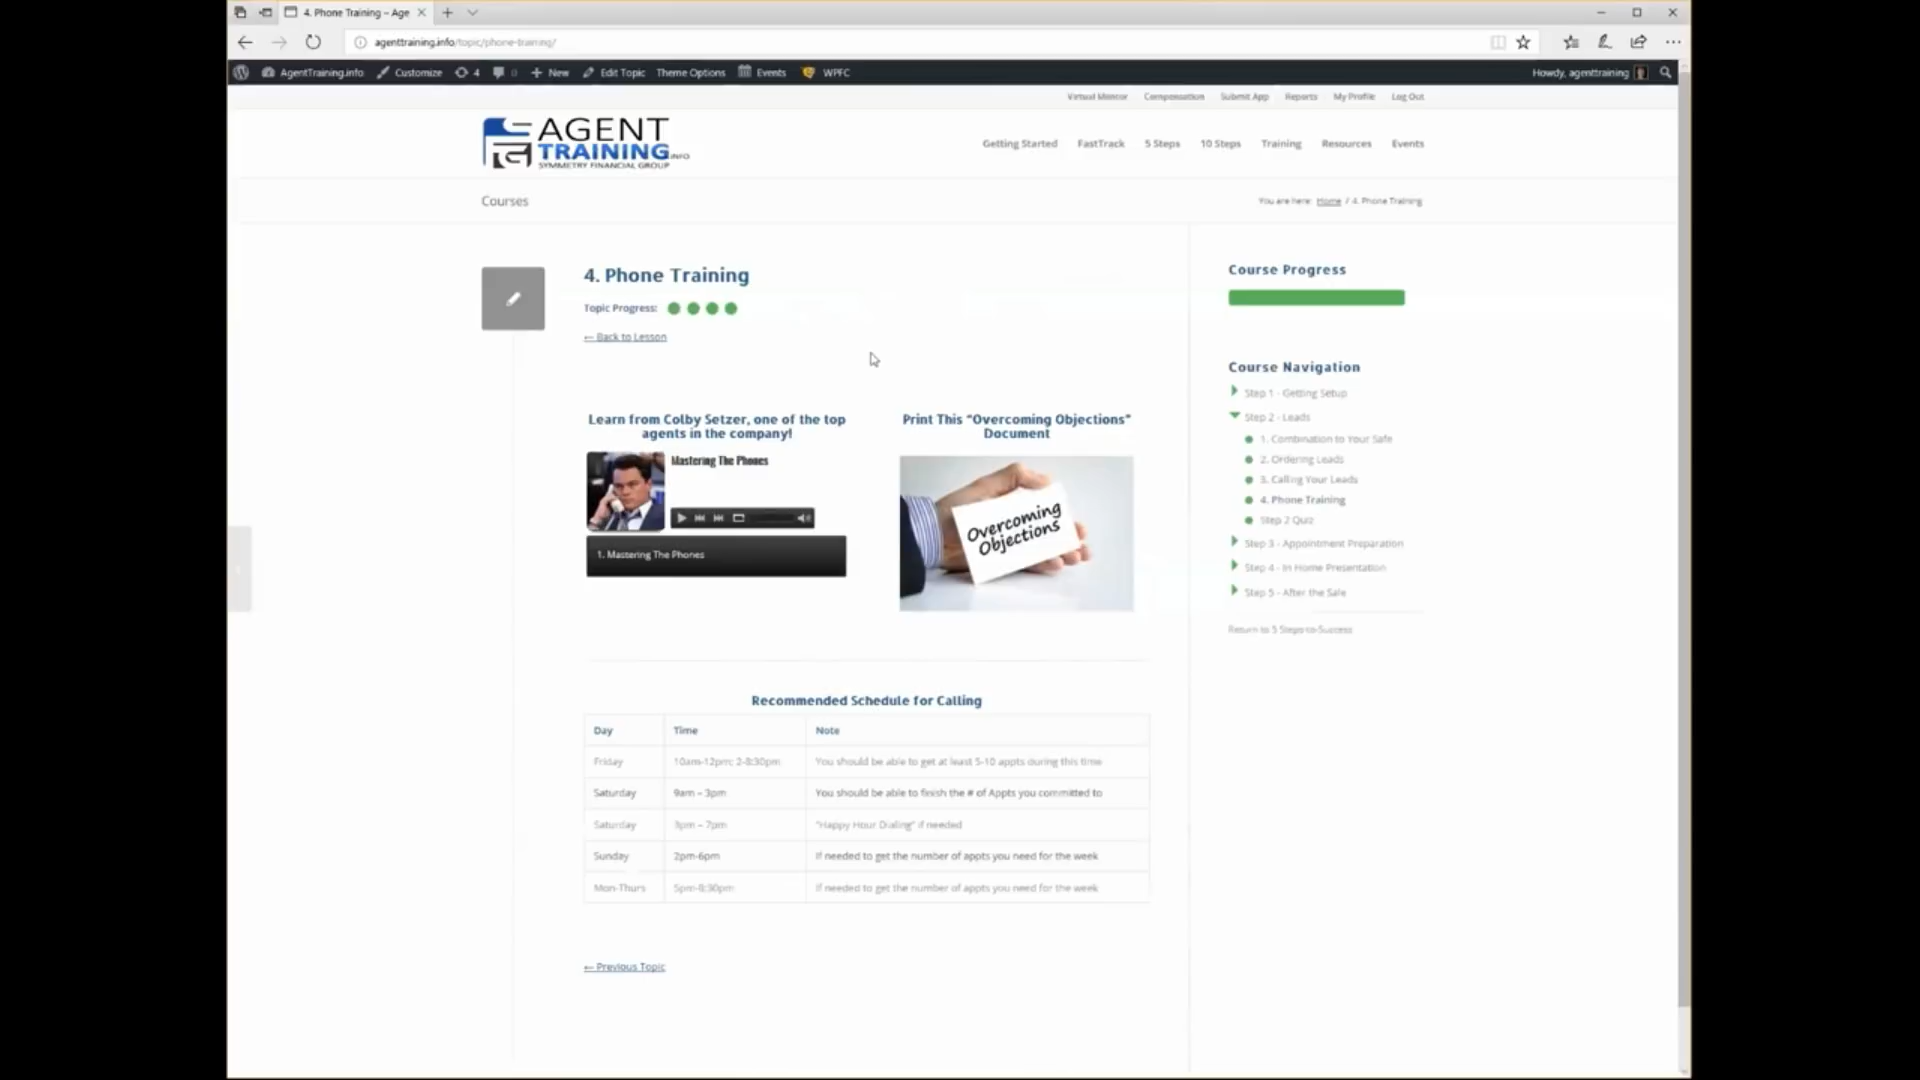 4. Phone Training – Age
agenttraining.info/topic/phone-training/
AgentTraining.info Customize 4 0 New Edit Topic Theme Options Events WPFC Howdy, agenttraining
Virtual Mentor Compensation Submit App Reports My Profile Log Out
AGENT
TRAINING.INFO
SYMMETRY FINANCIAL GROUP
Getting Started FastTrack 5 Steps 10 Steps Training Resources Events
Courses
You are here: Home / 4. Phone Training
4. Phone Training
Topic Progress:
← Back to Lesson
Learn from Colby Setzer, one of the top
agents in the company!
Mastering The Phones
1. Mastering The Phones
Print This "Overcoming Objections"
Document
Overcoming
Objections
Recommended Schedule for Calling
Day Time Note
Friday 10am-12pm; 2-8:30pm You should be able to get at least 5-10 appts during this time
Saturday 9am – 3pm You should be able to finish the # of Appts you committed to
Saturday 3pm – 7pm "Happy Hour Dialing" if needed
Sunday 2pm-6pm If needed to get the number of appts you need for the week
Mon-Thurs 5pm-8:30pm If needed to get the number of appts you need for the week
← Previous Topic
Course Progress
Course Navigation
Step 1 - Getting Setup
Step 2 - Leads
1. Combination to Your Safe
2. Ordering Leads
3. Calling Your Leads
4. Phone Training
Step 2 Quiz
Step 3 - Appointment Preparation
Step 4 - In Home Presentation
Step 5 - After the Sale
Return to 5 Steps-to-Success